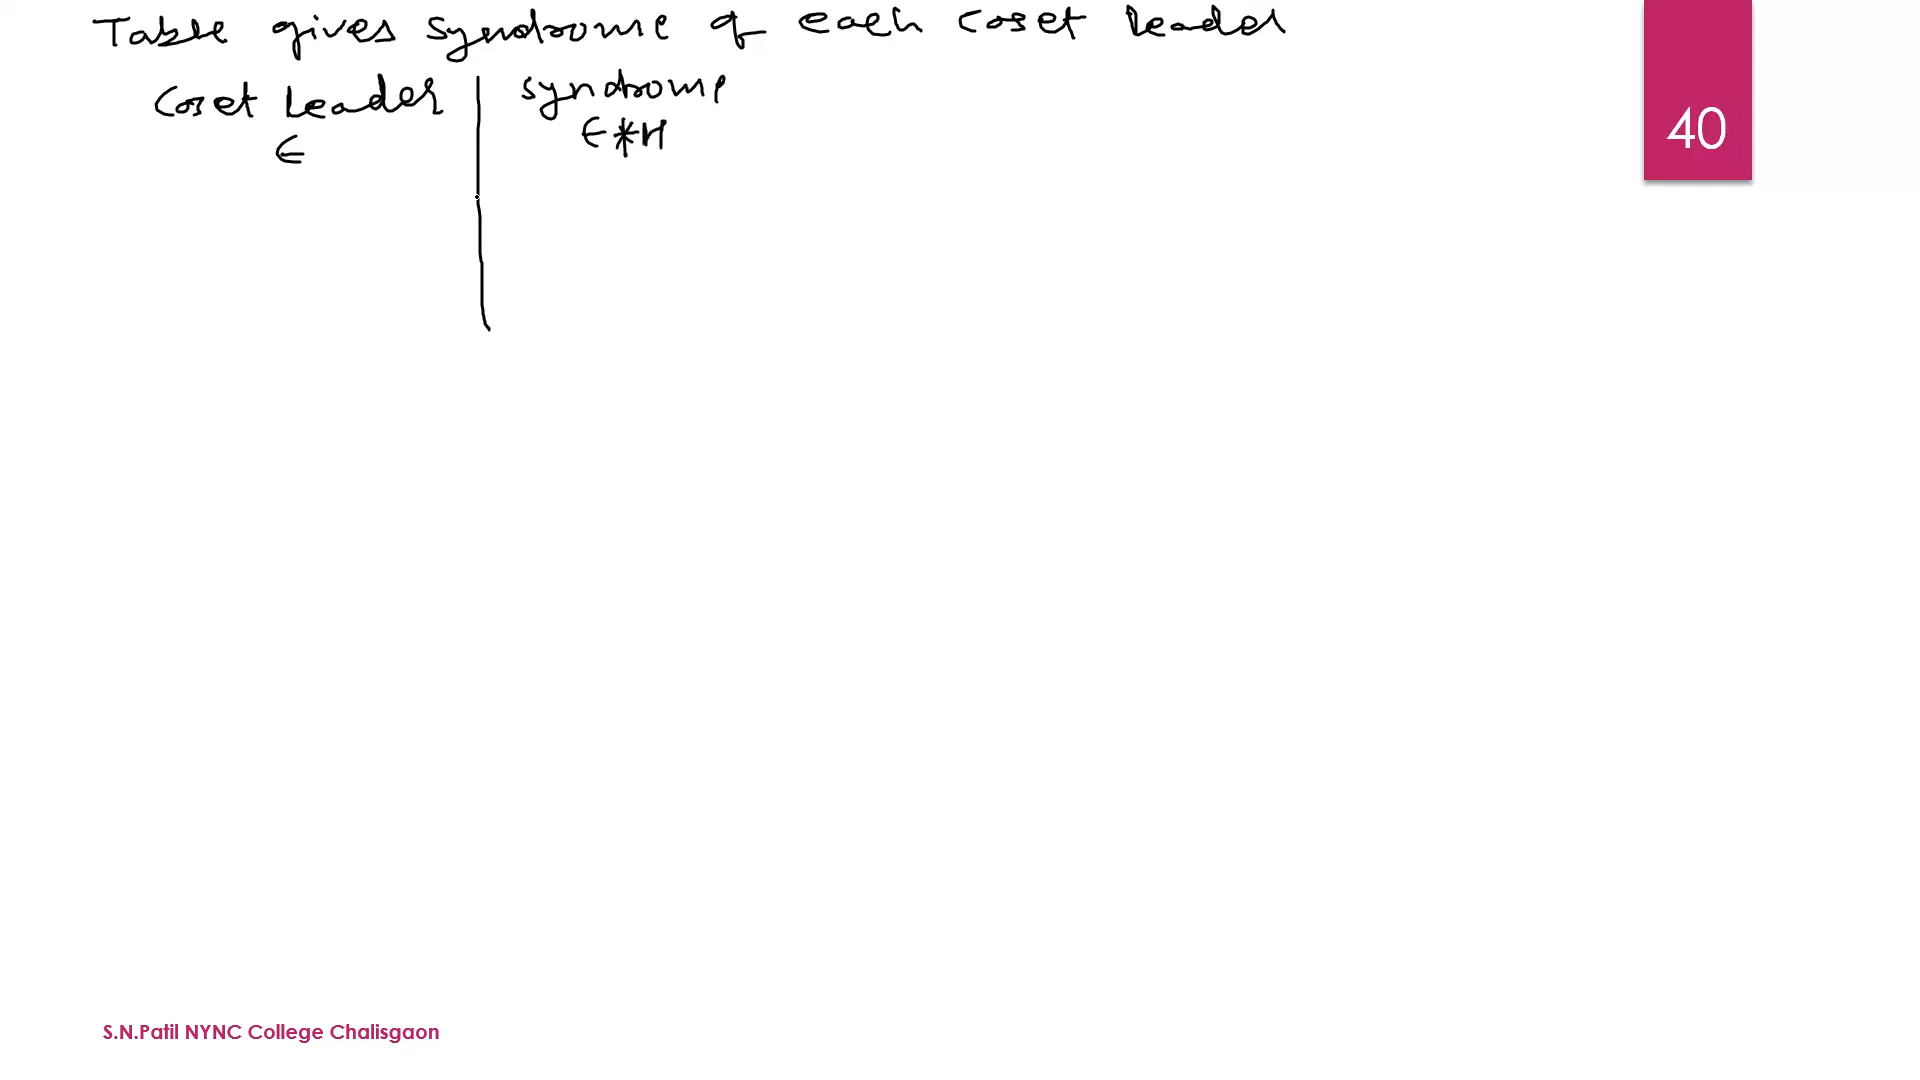 Table gives syndrome of each coset leader
Coset Leader | syndrome
∈ | ∈*H
40
S.N.Patil NYNC College Chalisgaon